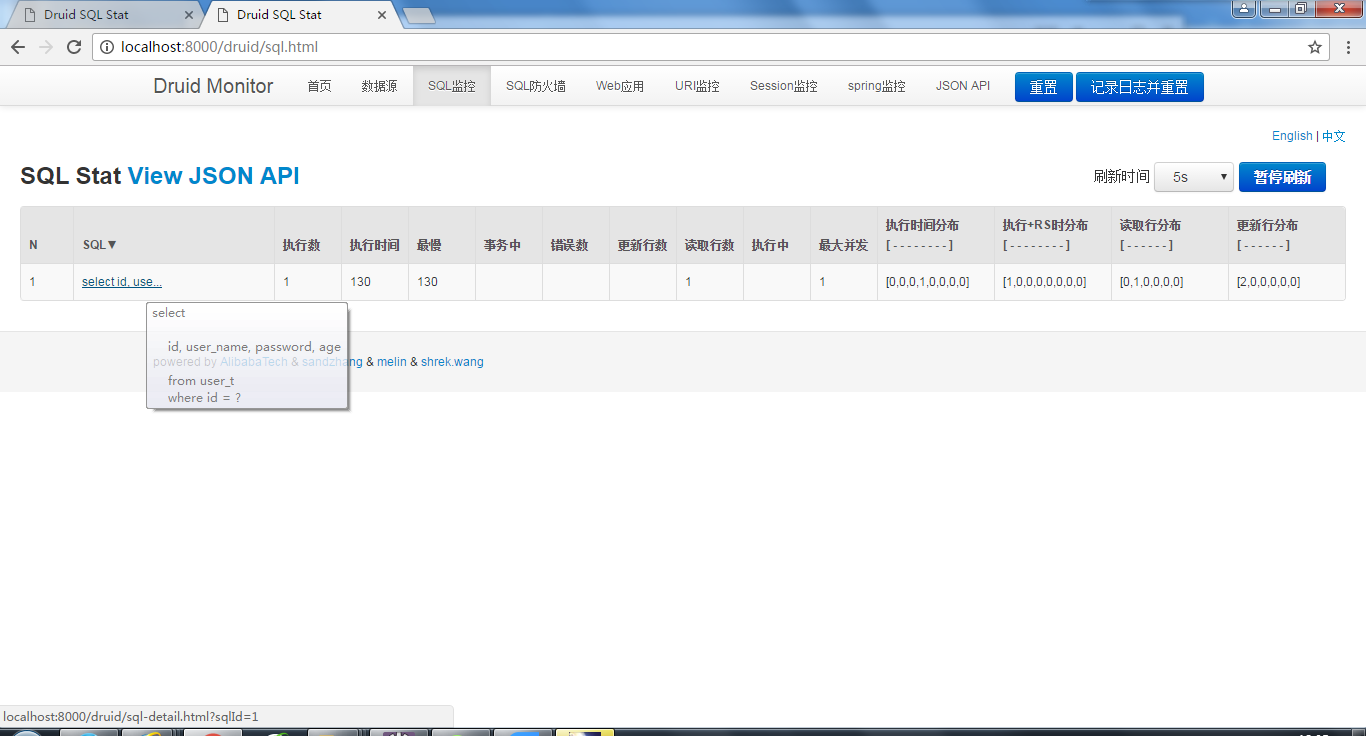 Druid SQL Stat
Druid SQL Stat
localhost:8000/druid/sql.html
Druid Monitor 首页 数据源 SQL监控 SQL防火墙 Web应用 URI监控 Session监控 spring监控 JSON API 重置 记录日志并重置
English | 中文
SQL Stat View JSON API 刷新时间 5s 暂停刷新
N SQL▼ 执行数 执行时间 最慢 事务中 错误数 更新行数 读取行数 执行中 最大并发 执行时间分布 [ - - - - - - - - ] 执行+RS时分布 [ - - - - - - - - ] 读取行分布 [ - - - - - - ] 更新行分布 [ - - - - - - ]
1 select id, use... 1 130 130 1 1 [0,0,0,1,0,0,0,0] [1,0,0,0,0,0,0,0] [0,1,0,0,0,0] [2,0,0,0,0,0]
select
id, user_name, password, age
powered by AlibabaTech & sandzhang & melin & shrek.wang
from user_t
where id = ?
localhost:8000/druid/sql-detail.html?sqlId=1